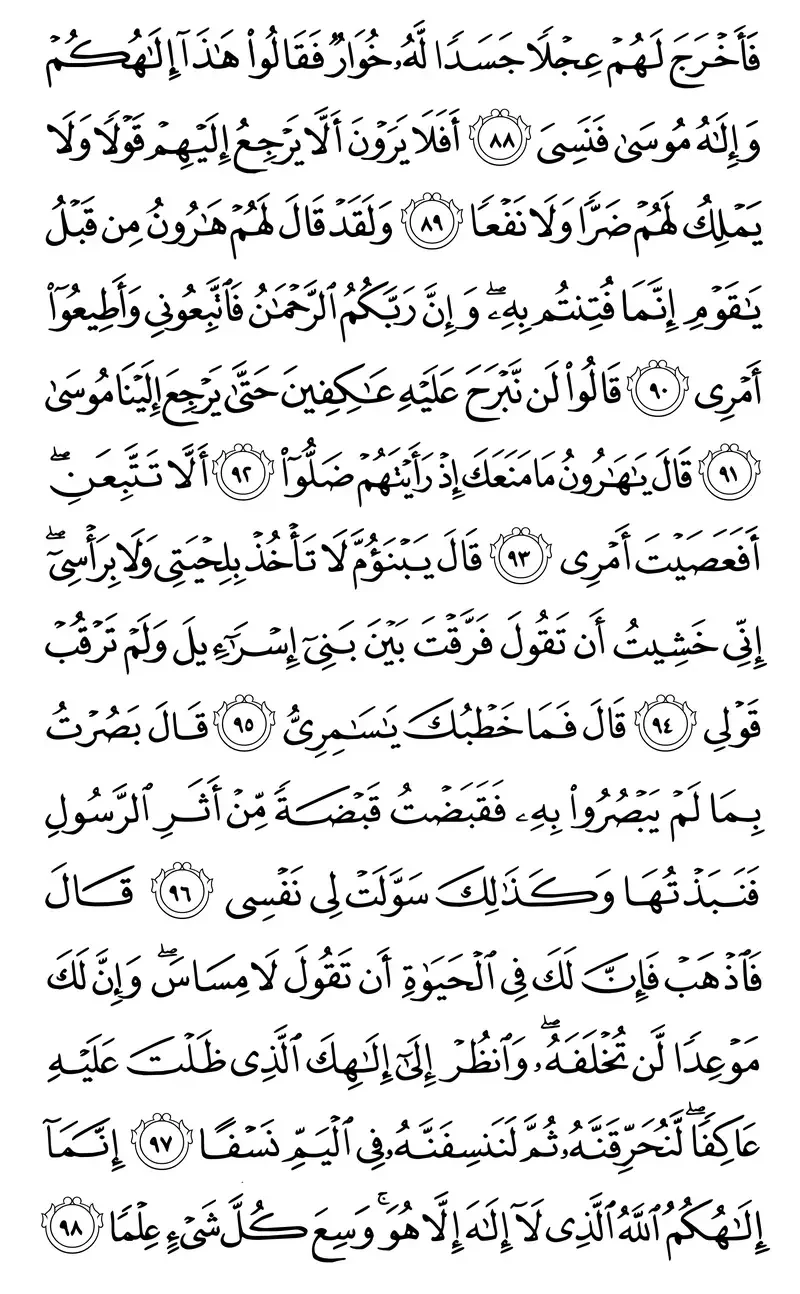 فَأَخْرَجَ لَهُمْ عِجْلًا جَسَدًا لَّهُۥ خُوَارٌ فَقَالُوا۟ هَـٰذَآ إِلَـٰهُكُمْ
وَإِلَـٰهُ مُوسَىٰ فَنَسِىَ ٨٨ أَفَلَا يَرَوْنَ أَلَّا يَرْجِعُ إِلَيْهِمْ قَوْلًا وَلَا
يَمْلِكُ لَهُمْ ضَرًّا وَلَا نَفْعًا ٨٩ وَلَقَدْ قَالَ لَهُمْ هَـٰرُونُ مِن قَبْلُ
يَـٰقَوْمِ إِنَّمَا فُتِنتُم بِهِۦ ۖ وَإِنَّ رَبَّكُمُ ٱلرَّحْمَـٰنُ فَٱتَّبِعُونِى وَأَطِيعُوٓا۟
أَمْرِى ٩٠ قَالُوا۟ لَن نَّبْرَحَ عَلَيْهِ عَـٰكِفِينَ حَتَّىٰ يَرْجِعَ إِلَيْنَا مُوسَىٰ
٩١ قَالَ يَـٰهَـٰرُونُ مَا مَنَعَكَ إِذْ رَأَيْتَهُمْ ضَلُّوٓا۟ ٩٢ أَلَّا تَتَّبِعَنِ ۖ
أَفَعَصَيْتَ أَمْرِى ٩٣ قَالَ يَبْنَؤُمَّ لَا تَأْخُذْ بِلِحْيَتِى وَلَا بِرَأْسِىٓ ۖ
إِنِّى خَشِيتُ أَن تَقُولَ فَرَّقْتَ بَيْنَ بَنِىٓ إِسْرَٰٓءِيلَ وَلَمْ تَرْقُبْ
قَوْلِى ٩٤ قَالَ فَمَا خَطْبُكَ يَـٰسَـٰمِرِىُّ ٩٥ قَالَ بَصُرْتُ
بِمَا لَمْ يَبْصُرُوا۟ بِهِۦ فَقَبَضْتُ قَبْضَةً مِّنْ أَثَرِ ٱلرَّسُولِ
فَنَبَذْتُهَا وَكَذَٰلِكَ سَوَّلَتْ لِى نَفْسِى ٩٦ قَالَ
فَٱذْهَبْ فَإِنَّ لَكَ فِى ٱلْحَيَوٰةِ أَن تَقُولَ لَا مِسَاسَ ۖ وَإِنَّ لَكَ
مَوْعِدًا لَّن تُخْلَفَهُۥ ۖ وَٱنظُرْ إِلَىٰٓ إِلَـٰهِكَ ٱلَّذِى ظَلْتَ عَلَيْهِ
عَاكِفًا ۖ لَّنُحَرِّقَنَّهُۥ ثُمَّ لَنَنسِفَنَّهُۥ فِى ٱلْيَمِّ نَسْفًا ٩٧ إِنَّمَآ
إِلَـٰهُكُمُ ٱللَّهُ ٱلَّذِى لَآ إِلَـٰهَ إِلَّا هُوَ ۚ وَسِعَ كُلَّ شَىْءٍ عِلْمًا ٩٨